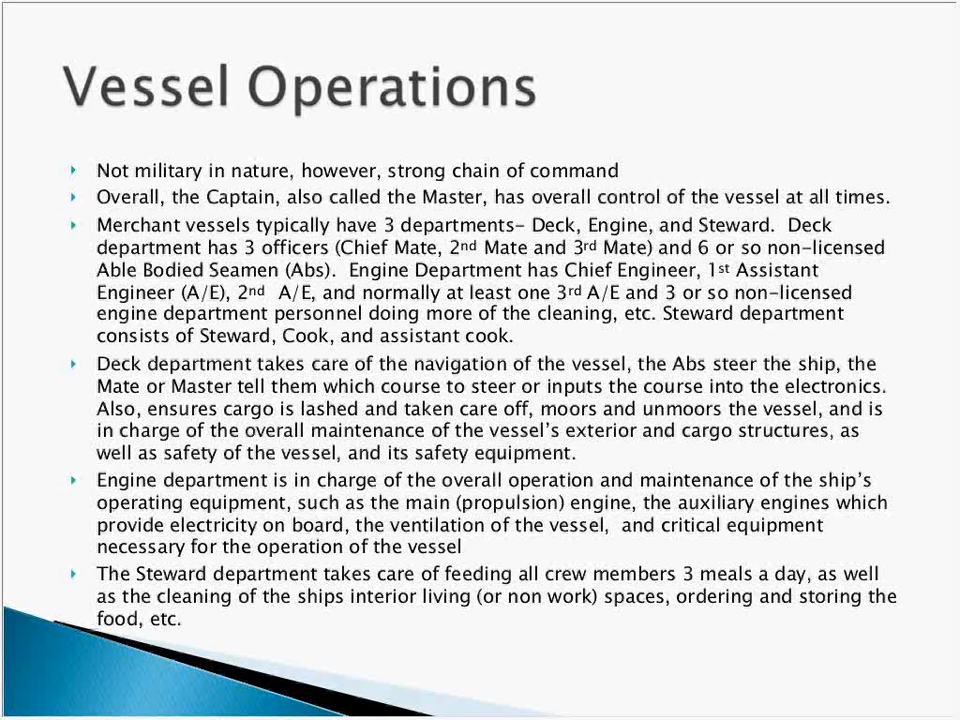 Vessel Operations
Not military in nature, however, strong chain of command
Overall, the Captain, also called the Master, has overall control of the vessel at all times.
Merchant vessels typically have 3 departments- Deck, Engine, and Steward. Deck
department has 3 officers (Chief Mate, 2nd Mate and 3rd Mate) and 6 or so non-licensed
Able Bodied Seamen (Abs). Engine Department has Chief Engineer, 1st Assistant
Engineer (A/E), 2nd A/E, and normally at least one 3rd A/E and 3 or so non-licensed
engine department personnel doing more of the cleaning, etc. Steward department
consists of Steward, Cook, and assistant cook.
Deck department takes care of the navigation of the vessel, the Abs steer the ship, the
Mate or Master tell them which course to steer or inputs the course into the electronics.
Also, ensures cargo is lashed and taken care off, moors and unmoors the vessel, and is
in charge of the overall maintenance of the vessel's exterior and cargo structures, as
well as safety of the vessel, and its safety equipment.
Engine department is in charge of the overall operation and maintenance of the ship's
operating equipment, such as the main (propulsion) engine, the auxiliary engines which
provide electricity on board, the ventilation of the vessel, and critical equipment
necessary for the operation of the vessel
The Steward department takes care of feeding all crew members 3 meals a day, as well
as the cleaning of the ships interior living (or non work) spaces, ordering and storing the
food, etc.